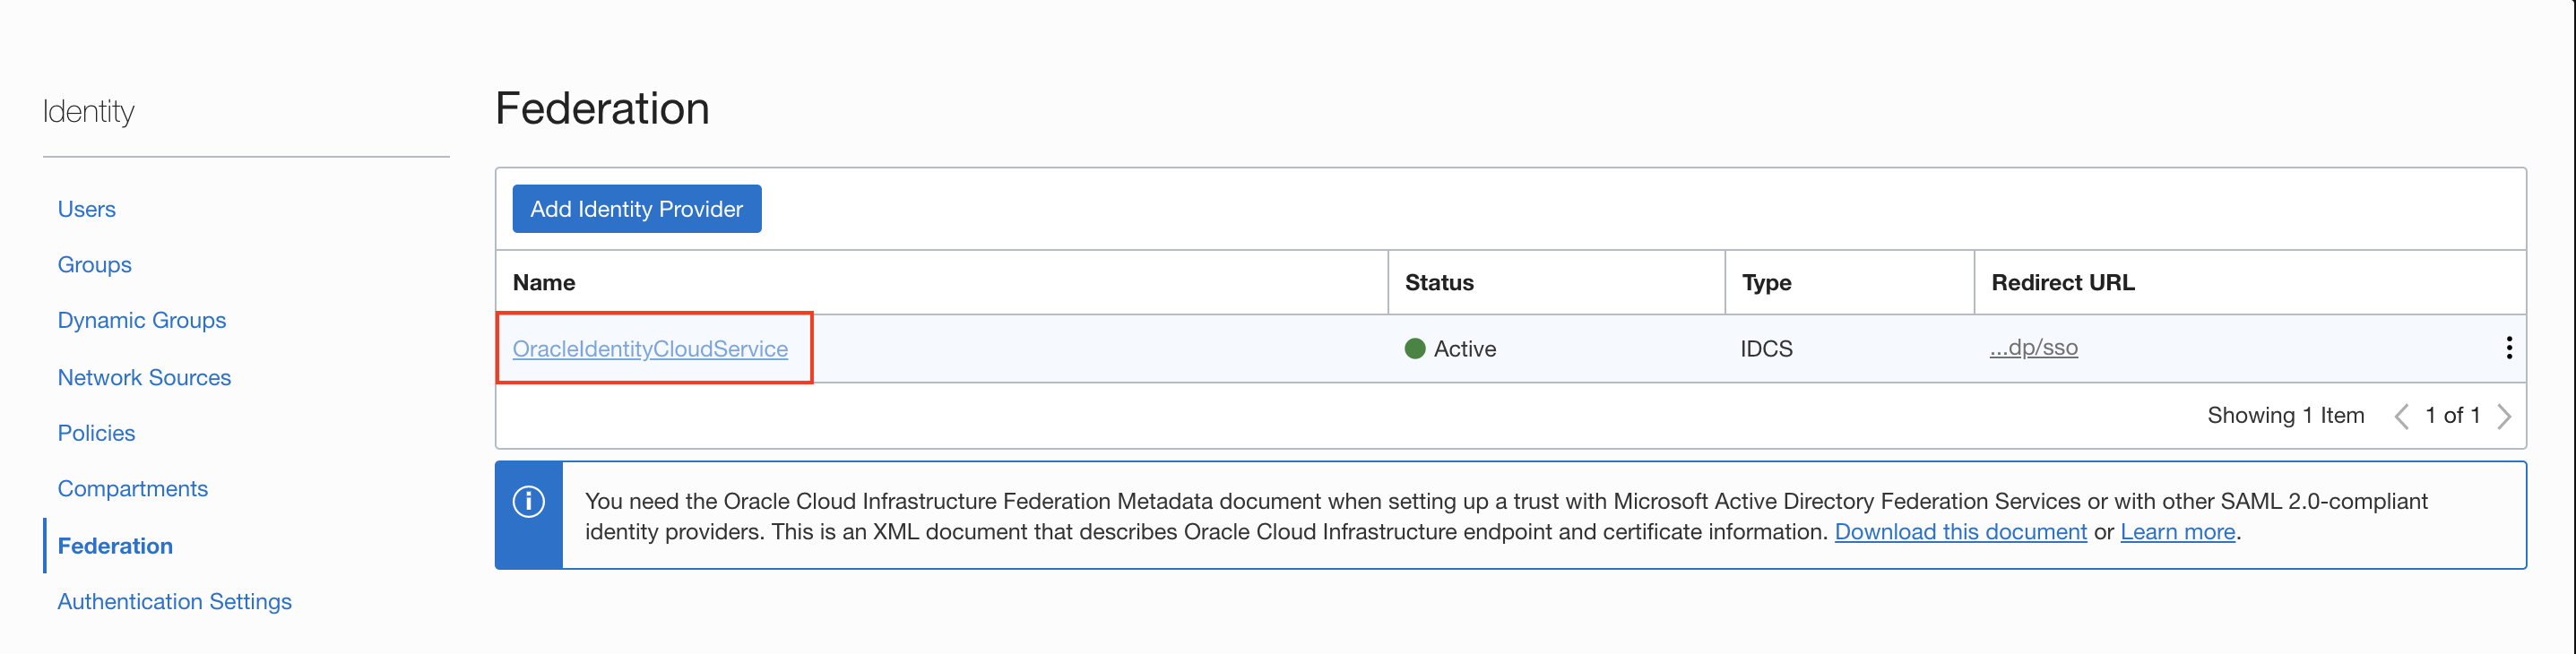 Identity
Users
Groups
Dynamic Groups
Network Sources
Policies
Compartments
Federation
Authentication Settings
Federation
Add Identity Provider
Name Status Type Redirect URL
OracleIdentityCloudService Active IDCS ...dp/sso
Showing 1 Item 1 of 1
You need the Oracle Cloud Infrastructure Federation Metadata document when setting up a trust with Microsoft Active Directory Federation Services or with other SAML 2.0-compliant
identity providers. This is an XML document that describes Oracle Cloud Infrastructure endpoint and certificate information. Download this document or Learn more.